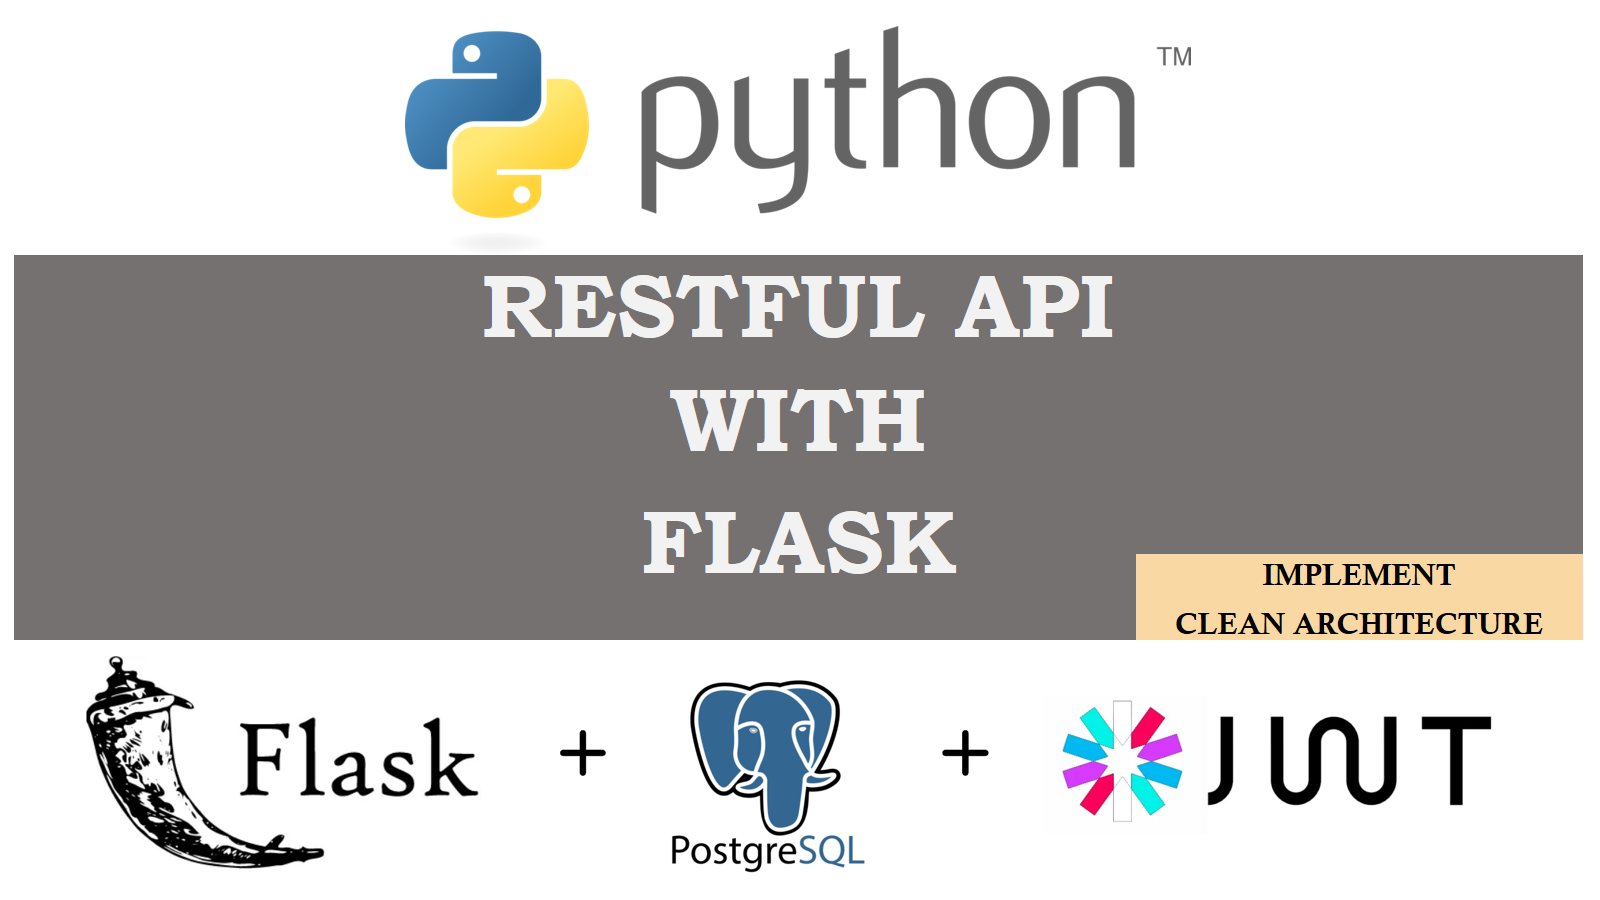 python TM
RESTFUL API
WITH
FLASK
IMPLEMENT
CLEAN ARCHITECTURE
Flask + PostgreSQL + JWT